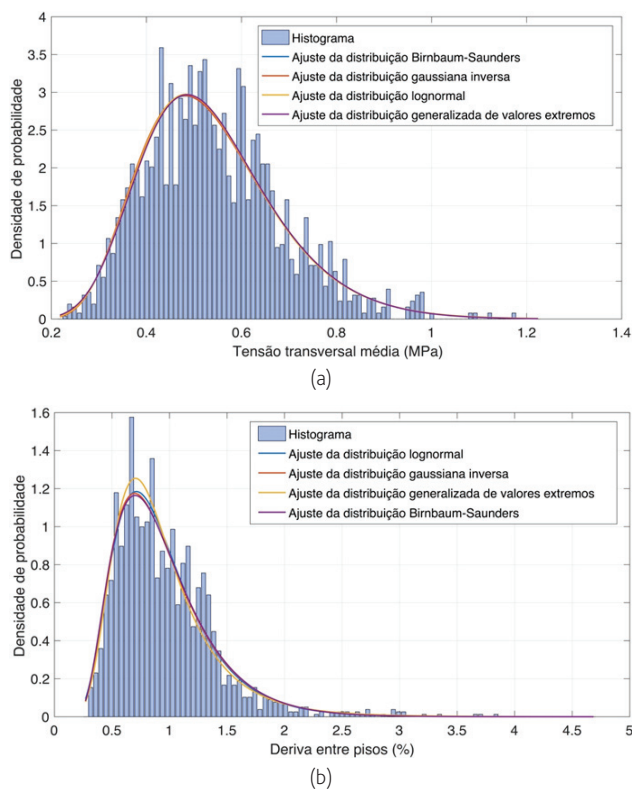 4
3.5
3
2.5
2
1.5
1
0.5
0
Densidade de probabilidade
Histograma
Ajuste da distribuição Birnbaum-Saunders
Ajuste da distribuição gaussiana inversa
Ajuste da distribuição lognormal
Ajuste da distribuição generalizada de valores extremos
0.2 0.4 0.6 0.8 1 1.2 1.4
Tensão transversal média (MPa)
(a)
1.6
1.4
1.2
1
0.8
0.6
0.4
0.2
0
Densidade de probabilidade
Histograma
Ajuste da distribuição lognormal
Ajuste da distribuição gaussiana inversa
Ajuste da distribuição generalizada de valores extremos
Ajuste da distribuição Birnbaum-Saunders
0 0.5 1 1.5 2 2.5 3 3.5 4 4.5 5
Deriva entre pisos (%)
(b)